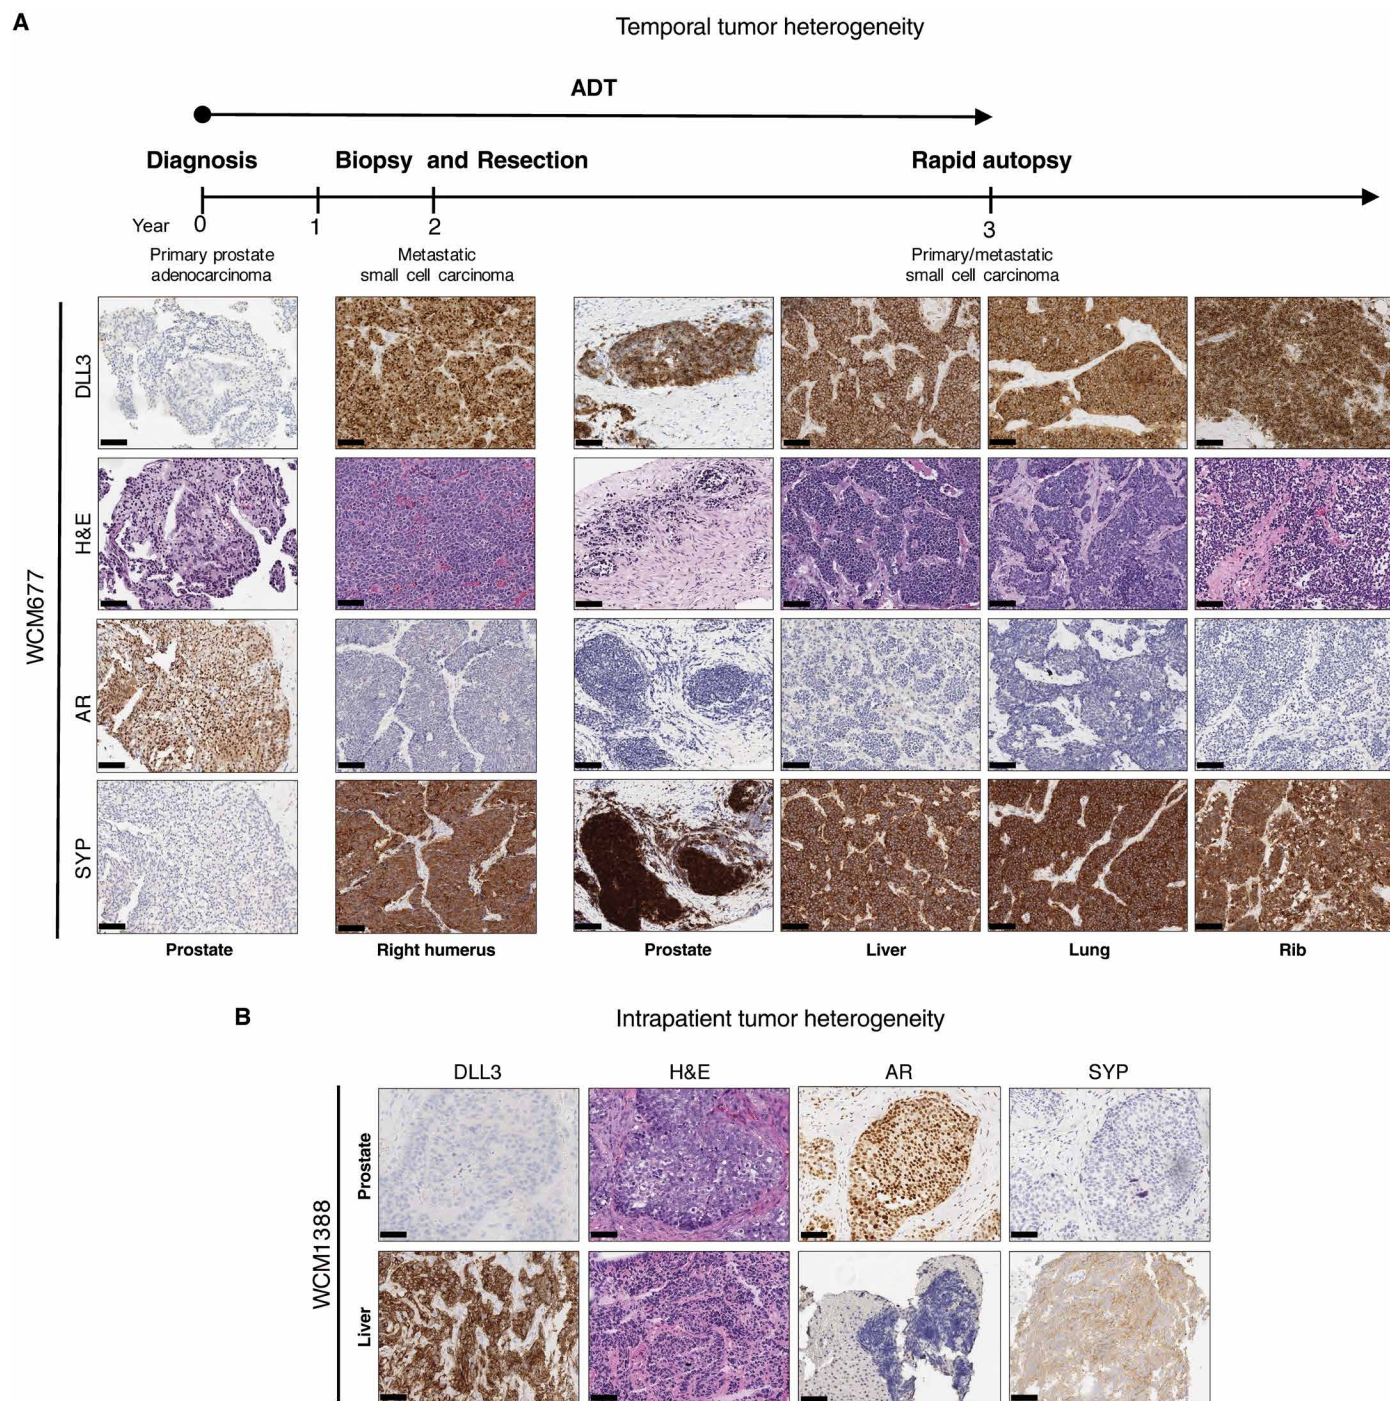 A
Temporal tumor heterogeneity
ADT
Diagnosis
Biopsy and Resection
Rapid autopsy
Year 0 1 2 3
Primary prostate
adenocarcinoma
Metastatic
small cell carcinoma
Primary/metastatic
small cell carcinoma
WCM677
DLL3
H&E
AR
SYP
Prostate
Right humerus
Prostate
Liver
Lung
Rib
B
Intrapatient tumor heterogeneity
DLL3
H&E
AR
SYP
WCM1388
Prostate
Liver